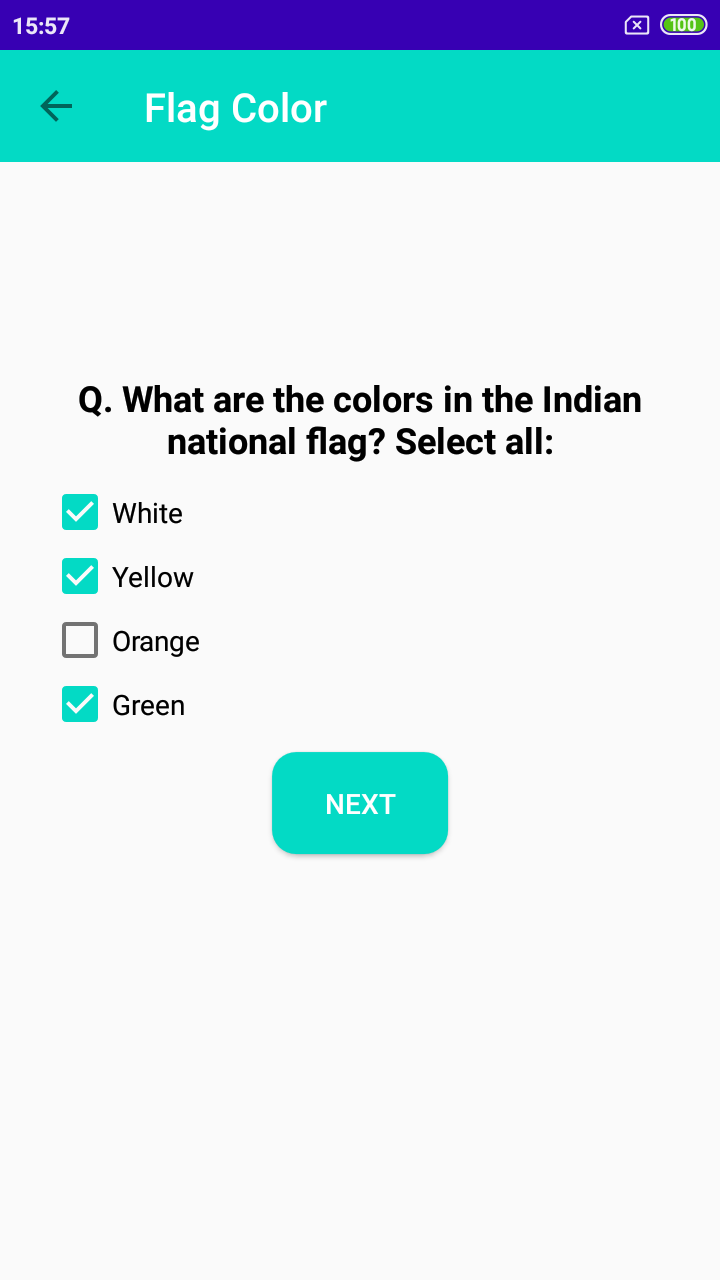 15:57
100
Flag Color
Q. What are the colors in the Indian
national flag? Select all:
White
Yellow
Orange
Green
NEXT